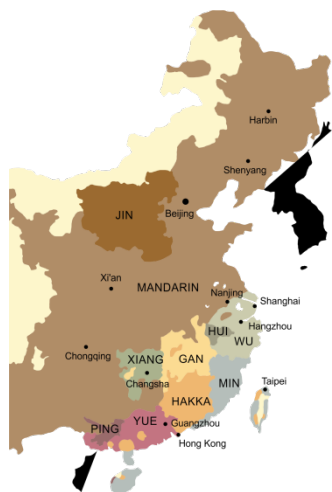 Harbin
Shenyang
Beijing
JIN
Xi'an
MANDARIN
Nanjing
Shanghai
Hangzhou
HUI
WU
Chongqing
XIANG
GAN
Changsha
MIN
Taipei
HAKKA
YUE
PING
Guangzhou
Hong Kong